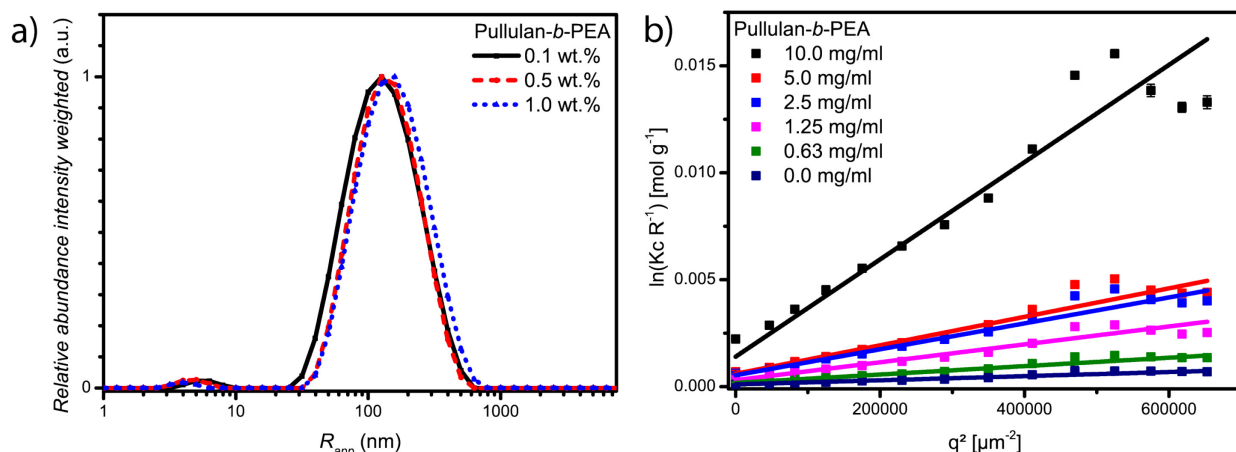 a)
Pullulan-b-PEA
0.1 wt.%
0.5 wt.%
1.0 wt.%
Relative abundance intensity weighted (a.u.)
1
0
1
10
100
1000
R_app (nm)
b)
Pullulan-b-PEA
10.0 mg/ml
5.0 mg/ml
2.5 mg/ml
1.25 mg/ml
0.63 mg/ml
0.0 mg/ml
ln(Kc R⁻¹) [mol g⁻¹]
0.015
0.010
0.005
0.000
0
200000
400000
600000
q² [µm⁻²]